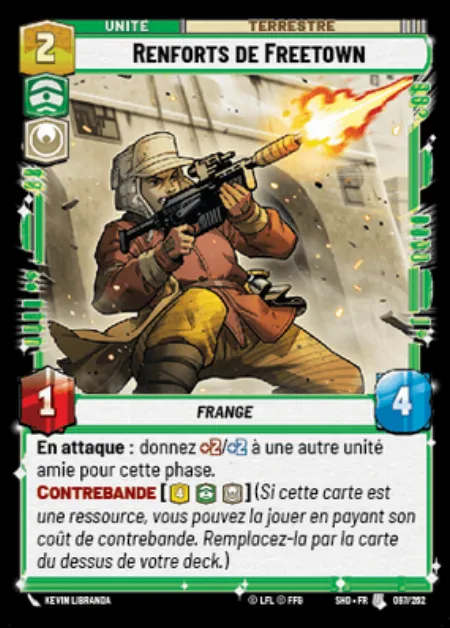 UNITÉ
TERRESTRE
2
RENFORTS DE FREETOWN
1
FRANGE
4
En attaque : donnez +2/+2 à une autre unité
amie pour cette phase.
CONTREBANDE [4] (Si cette carte est
une ressource, vous pouvez la jouer en payant son
coût de contrebande. Remplacez-la par la carte
du dessus de votre deck.)
KEVIN LIBRANDA
© LFL © FFG
SHD • FR
097/262